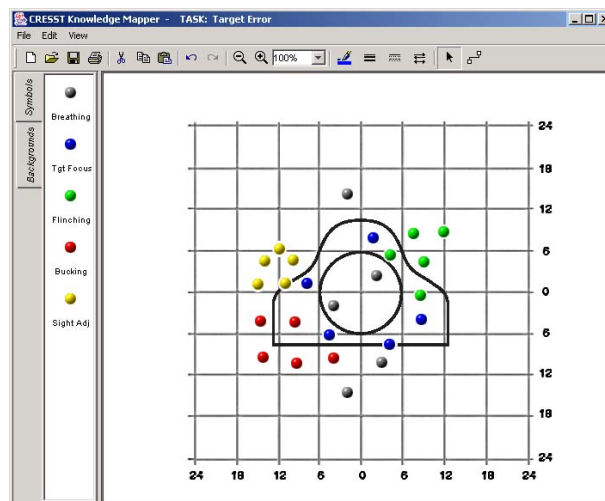 CRESST Knowledge Mapper -    TASK:  Target Error
File   Edit   View
100%
Symbols
Backgrounds
Breathing
Tgt Focus
Flinching
Bucking
Sight Adj
24
18
12
6
0
6
12
18
24
24 18 12 6 0 6 12 18 24